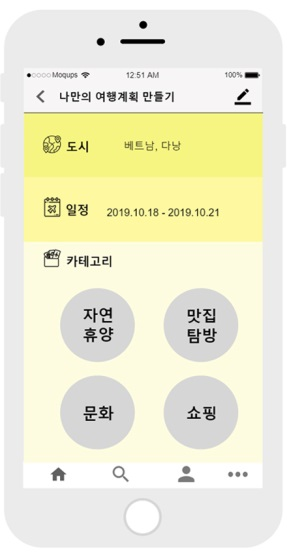 Moqups 12:51 AM 100%
나만의 여행계획 만들기
도시 베트남, 다낭
일정 2019.10.18 - 2019.10.21
카테고리
자연
휴양
맛집
탐방
문화
쇼핑